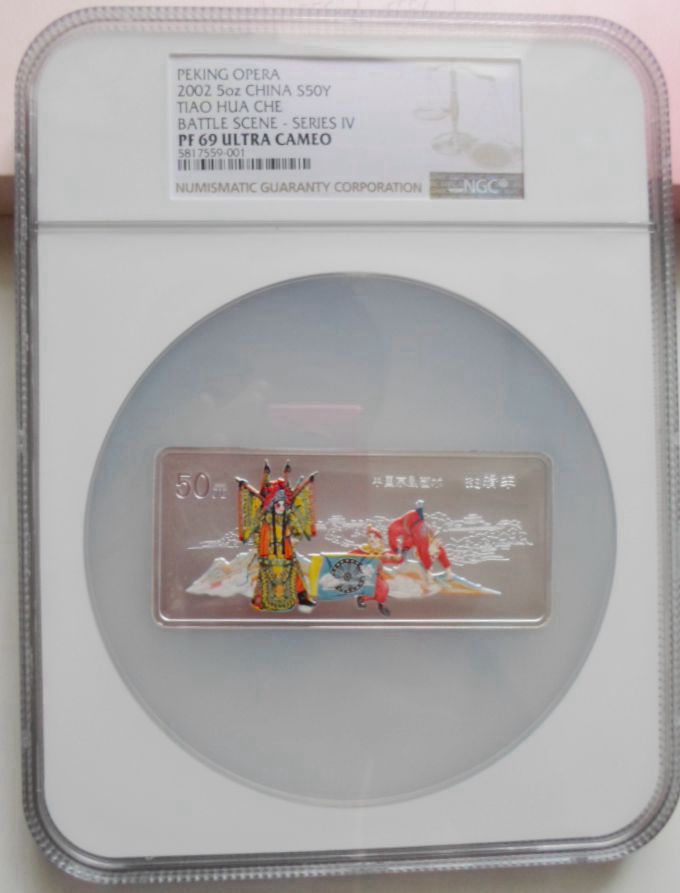 PEKING OPERA
2002 5oz CHINA S50Y
TIAO HUA CHE
BATTLE SCENE - SERIES IV
PF 69 ULTRA CAMEO
5817559-001
NUMISMATIC GUARANTY CORPORATION
NGC®
50元